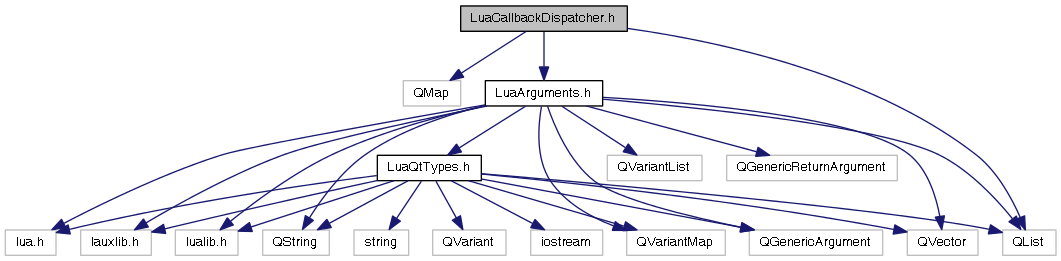 LuaCallbackDispatcher.h
QMap
LuaArguments.h
LuaQtTypes.h
QVariantList
QGenericReturnArgument
lua.h
lauxlib.h
lualib.h
QString
string
QVariant
iostream
QVariantMap
QGenericArgument
QVector
QList